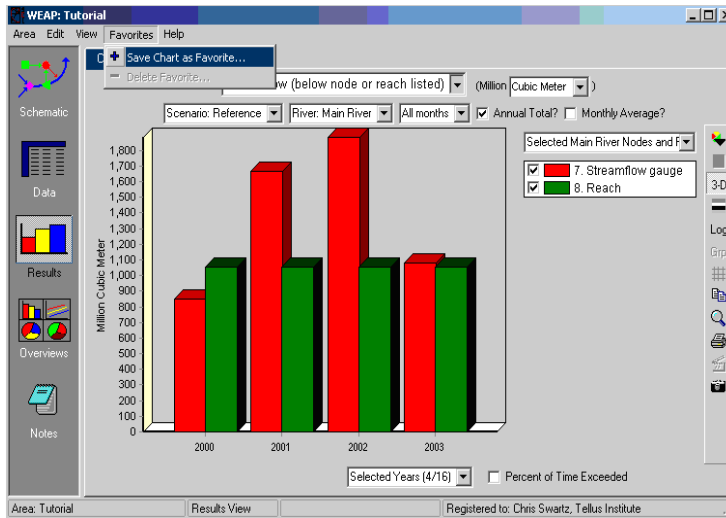 WEAP: Tutorial
Area Edit View Favorites Help
Save Chart as Favorite...
Delete Favorite...
(below node or reach listed)
(Million Cubic Meter )
Scenario: Reference River: Main River All months Annual Total? Monthly Average?
Schematic
Data
Results
Overviews
Notes
Selected Main River Nodes and
7. Streamflow gauge
8. Reach
3-D
Log
Grp
Million Cubic Meter
1,800
1,700
1,600
1,500
1,400
1,300
1,200
1,100
1,000
900
800
700
600
500
400
300
200
100
0
2000 2001 2002 2003
Selected Years (4/16) Percent of Time Exceeded
Area: Tutorial Results View Registered to: Chris Swartz, Tellus Institute